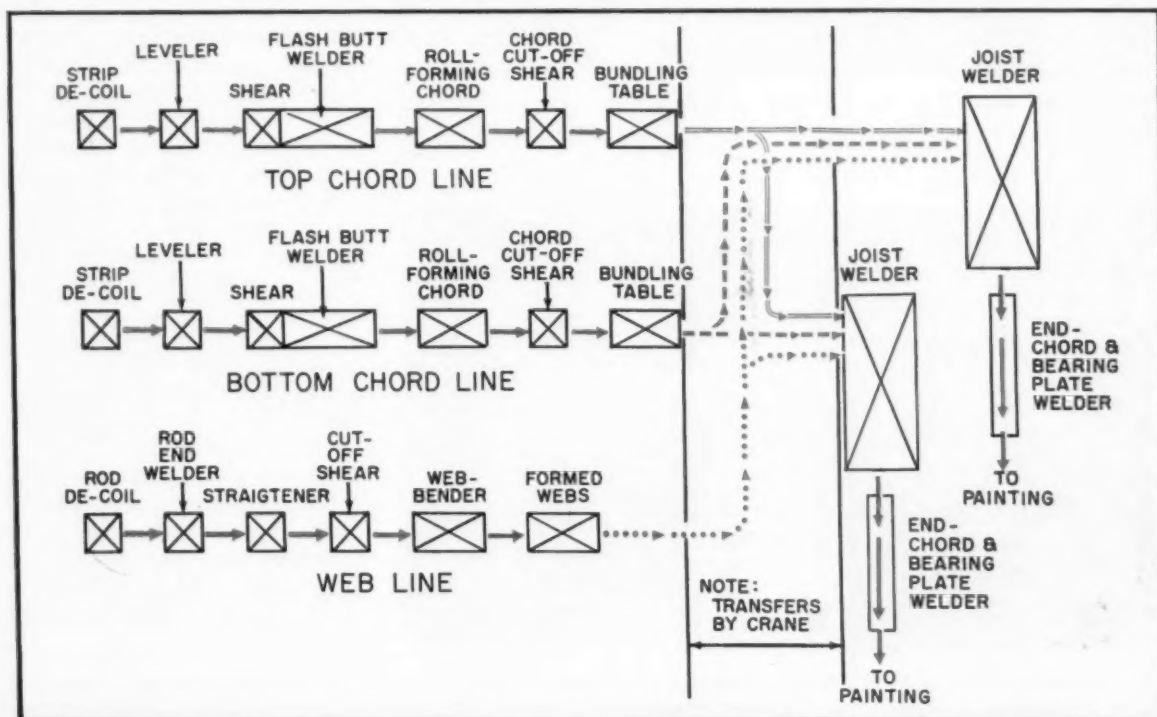 STRIP
DE-COIL
LEVELER
SHEAR
FLASH BUTT
WELDER
ROLL-
FORMING
CHORD
CHORD
CUT-OFF
SHEAR
BUNDLING
TABLE
TOP CHORD LINE
JOIST
WELDER
STRIP
DE-COIL
LEVELER
SHEAR
FLASH BUTT
WELDER
ROLL-
FORMING
CHORD
CHORD
CUT-OFF
SHEAR
BUNDLING
TABLE
BOTTOM CHORD LINE
JOIST
WELDER
END-
CHORD &
BEARING
PLATE
WELDER
TO
PAINTING
ROD
DE-COIL
ROD
END
WELDER
STRAIGTENER
CUT-
OFF
SHEAR
WEB-
BENDER
FORMED
WEBS
WEB LINE
NOTE:
TRANSFERS
BY CRANE
END-
CHORD &
BEARING
PLATE
WELDER
TO
PAINTING